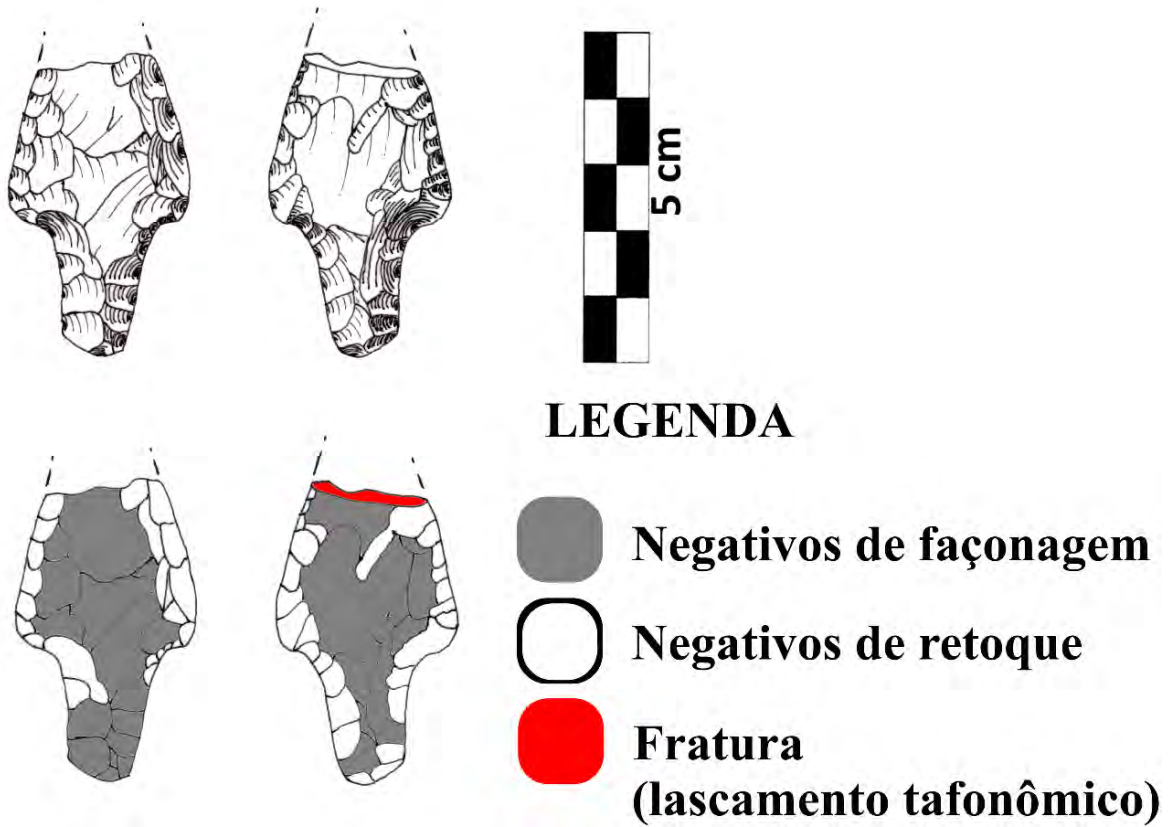 5 cm
LEGENDA
Negativos de façonagem
Negativos de retoque
Fratura
(lascamento tafonômico)